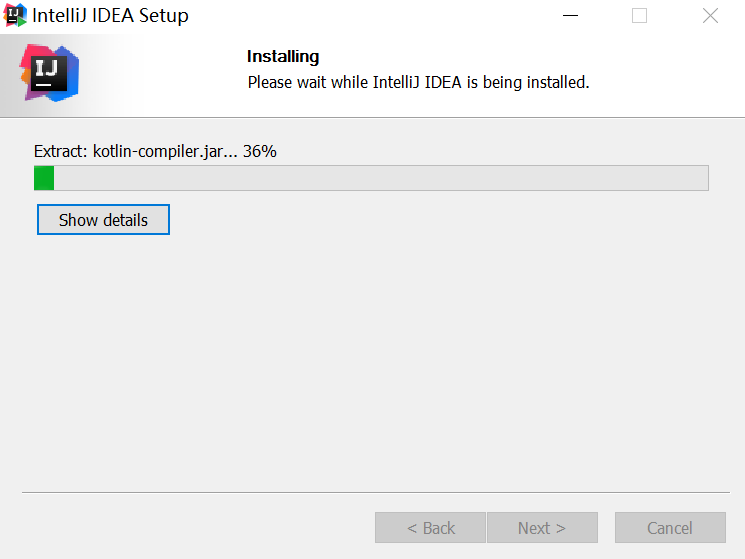 IntelliJ IDEA Setup
IJ
Installing
Please wait while IntelliJ IDEA is being installed.
Extract: kotlin-compiler.jar... 36%
Show details
< Back
Next >
Cancel